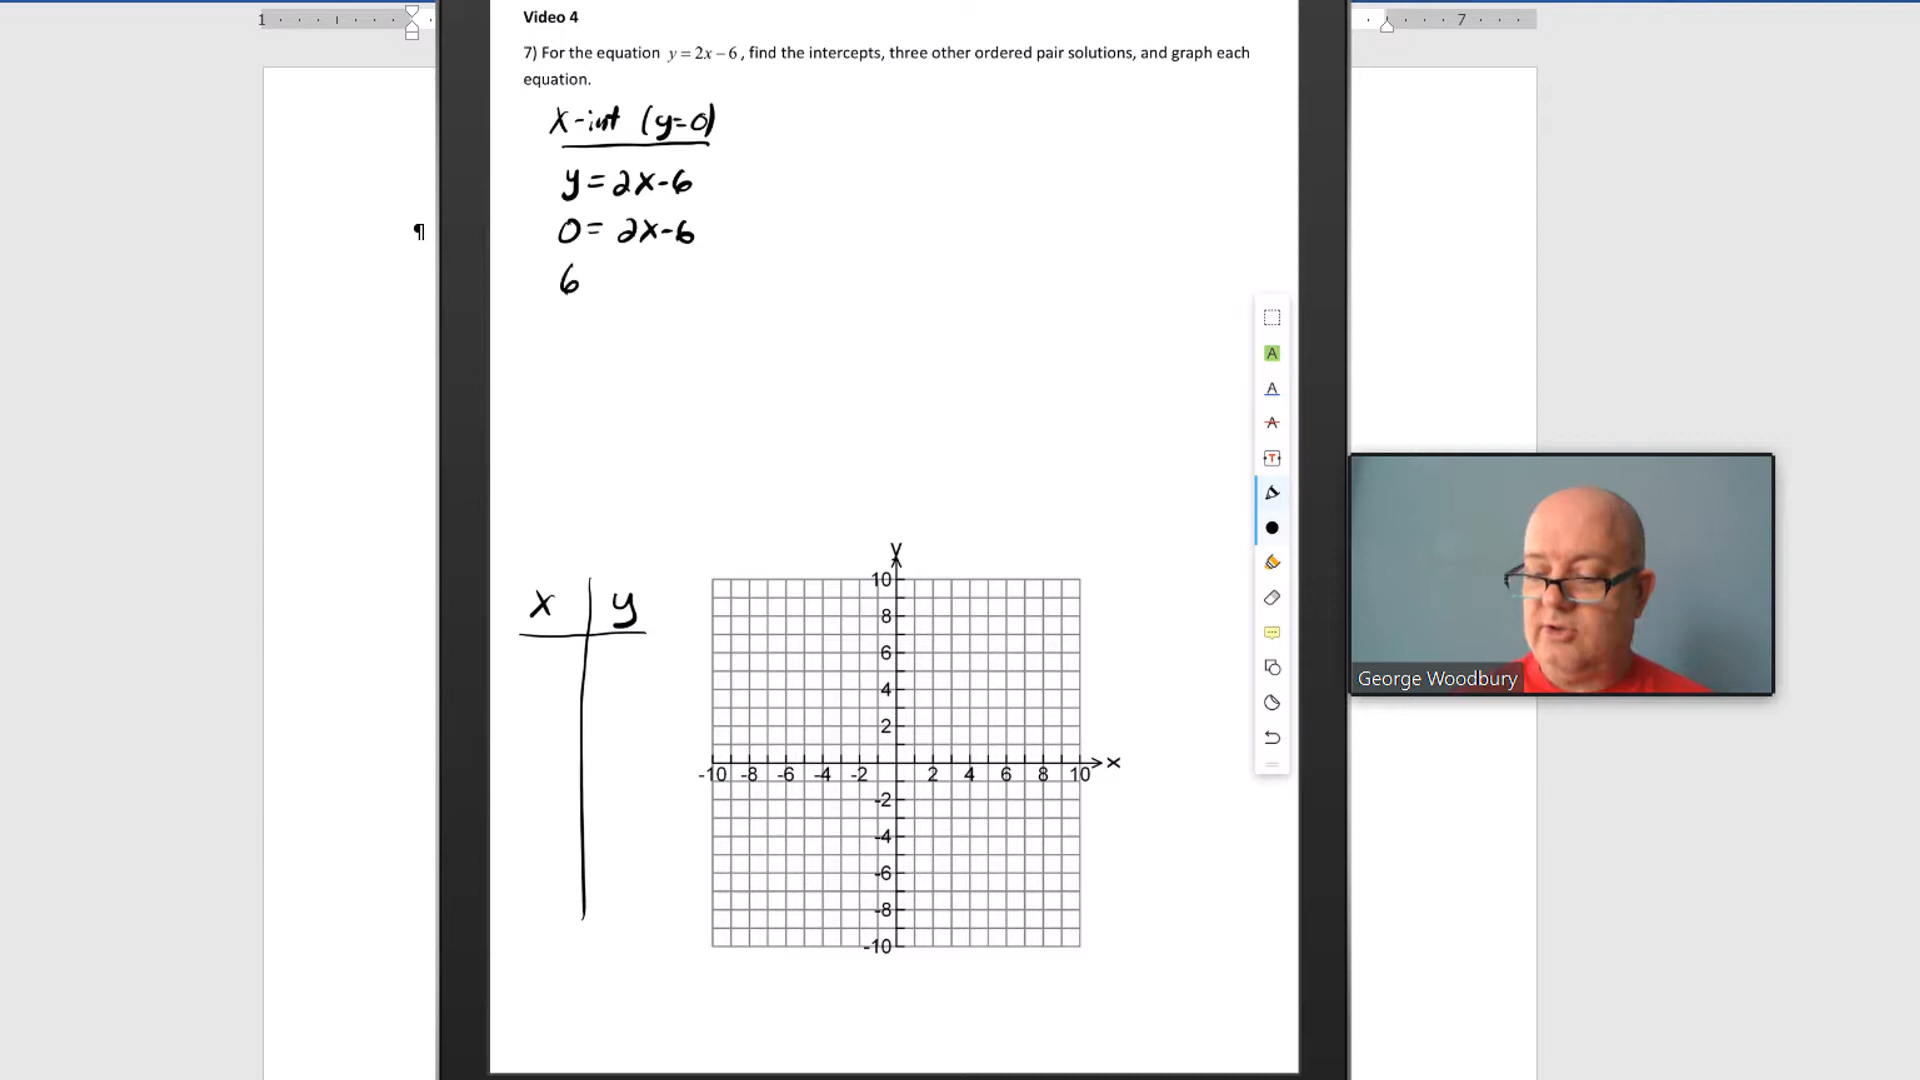 1 7
Video 4
7) For the equation y = 2x – 6 , find the intercepts, three other ordered pair solutions, and graph each
equation.
X-int (y=0)
y = 2x-6
¶
0 = 2x-6
6
A
A
A
T
x y
y
10
8
6
4
2
-10 -8 -6 -4 -2 2 4 6 8 10 x
-2
-4
-6
-8
-10
George Woodbury